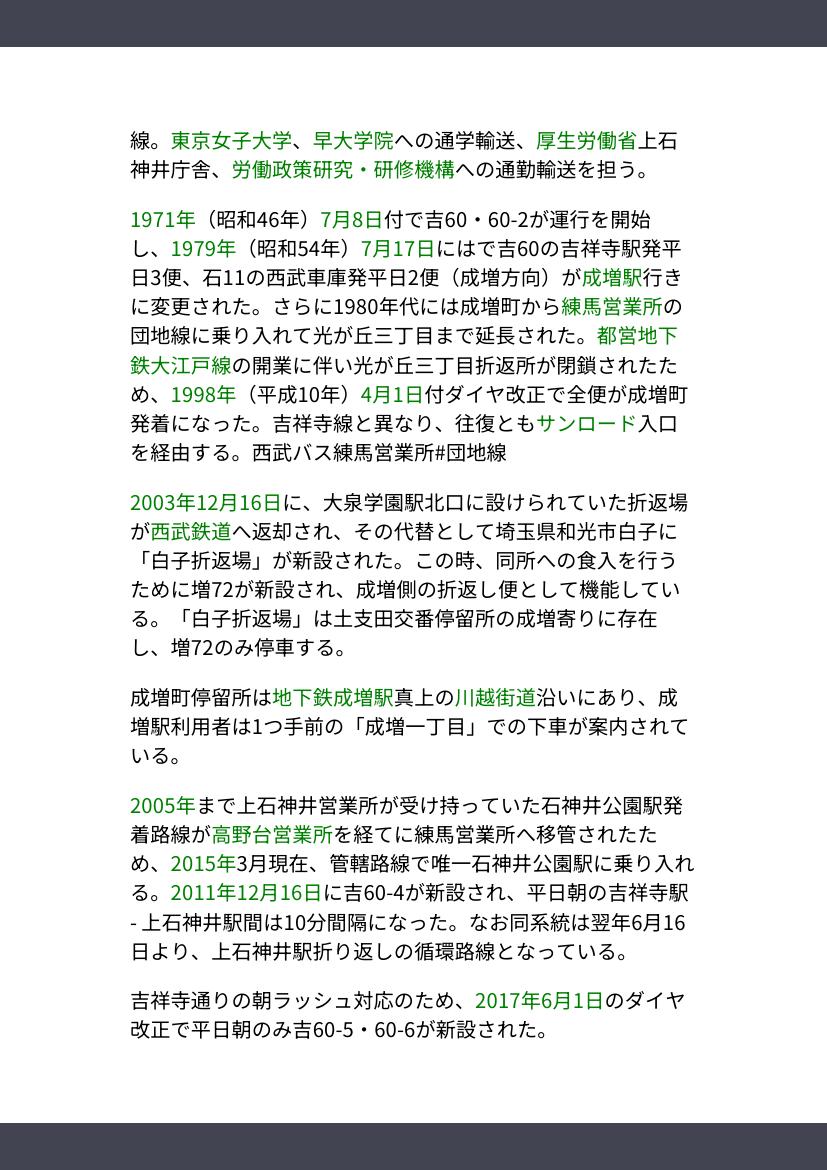 線。東京女子大学、早大学院への通学輸送、厚生労働省上石
神井庁舎、労働政策研究・研修機構への通勤輸送を担う。
1971年（昭和46年）7月8日付で吉60・60-2が運行を開始
し、1979年（昭和54年）7月17日にはで吉60の吉祥寺駅発平
日3便、石11の西武車庫発平日2便（成増方向）が成増駅行き
に変更された。さらに1980年代には成増町から練馬営業所の
団地線に乗り入れて光が丘三丁目まで延長された。都営地下
鉄大江戸線の開業に伴い光が丘三丁目折返所が閉鎖されたた
め、1998年（平成10年）4月1日付ダイヤ改正で全便が成増町
発着になった。吉祥寺線と異なり、往復ともサンロード入口
を経由する。西武バス練馬営業所#団地線
2003年12月16日に、大泉学園駅北口に設けられていた折返場
が西武鉄道へ返却され、その代替として埼玉県和光市白子に
「白子折返場」が新設された。この時、同所への食入を行う
ために増72が新設され、成増側の折返し便として機能してい
る。「白子折返場」は土支田交番停留所の成増寄りに存在
し、増72のみ停車する。
成増町停留所は地下鉄成増駅真上の川越街道沿いにあり、成
増駅利用者は1つ手前の「成増一丁目」での下車が案内されて
いる。
2005年まで上石神井営業所が受け持っていた石神井公園駅発
着路線が高野台営業所を経てに練馬営業所へ移管されたた
め、2015年3月現在、管轄路線で唯一石神井公園駅に乗り入れ
る。2011年12月16日に吉60-4が新設され、平日朝の吉祥寺駅
- 上石神井駅間は10分間隔になった。なお同系統は翌年6月16
日より、上石神井駅折り返しの循環路線となっている。
吉祥寺通りの朝ラッシュ対応のため、2017年6月1日のダイヤ
改正で平日朝のみ吉60-5・60-6が新設された。